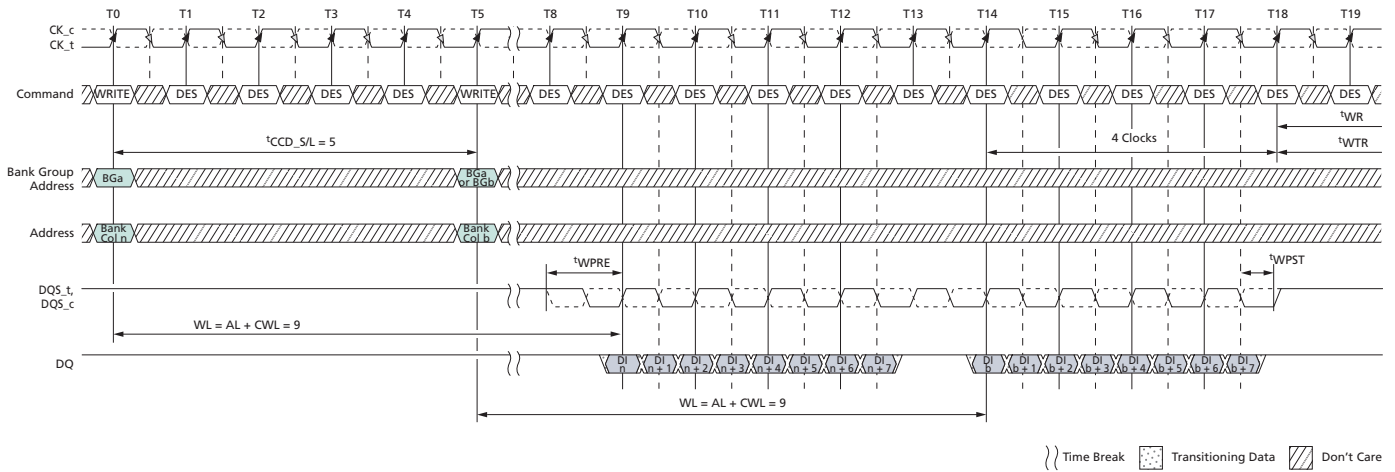 T0 T1 T2 T3 T4 T5 T8 T9 T10 T11 T12 T13 T14 T15 T16 T17 T18 T19
CK_c
CK_t
Command WRITE DES DES DES DES WRITE DES DES DES DES DES DES DES DES DES DES DES DES
tWR
tCCD_S/L = 5
4 Clocks
tWTR
Bank Group
Address
BGa
BGa
or BGb
Address
Bank
Col n
Bank
Col b
tWPRE
tWPST
DQS_t,
DQS_c
WL = AL + CWL = 9
DQ
DI
n
DI
n + 1
DI
n + 2
DI
n + 3
DI
n + 4
DI
n + 5
DI
n + 6
DI
n + 7
DI
b
DI
b + 1
DI
b + 2
DI
b + 3
DI
b + 4
DI
b + 5
DI
b + 6
DI
b + 7
WL = AL + CWL = 9
Time Break
Transitioning Data
Don't Care